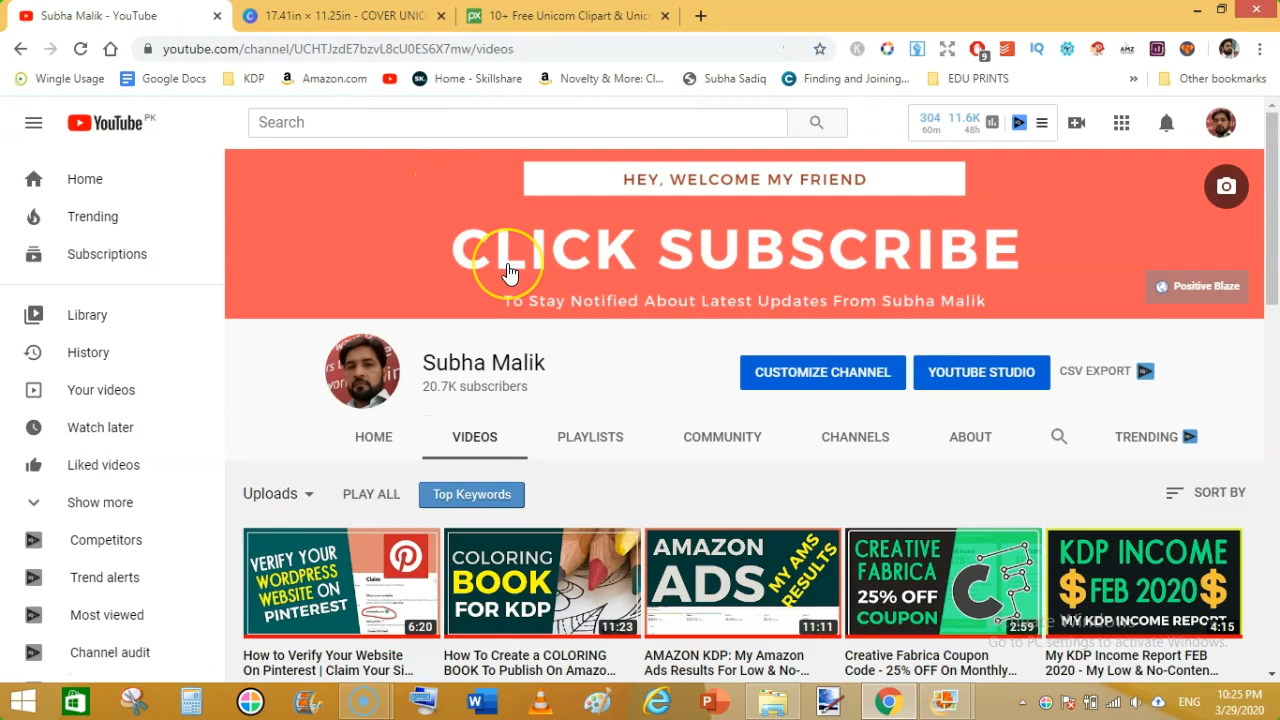 Subha Malik - YouTube
17.41in × 11.25in - COVER UNIC
10+ Free Unicorn Clipart & Unic
youtube.com/channel/UCHTJzdE7bzvL8cU0ES6X7mw/videos
9
Wingle Usage
Google Docs
KDP
Amazon.com
Home - Skillshare
Novelty & More: Cl...
Subha Sadiq
Finding and Joining...
EDU PRINTS
»
Other bookmarks
YouTube PK
Search
304 60m
11.6K 48h
Home
Trending
Subscriptions
Library
History
Your videos
Watch later
Liked videos
Show more
Competitors
Trend alerts
Most viewed
Channel audit
HEY, WELCOME MY FRIEND
CLICK SUBSCRIBE
To Stay Notified About Latest Updates From Subha Malik
Positive Blaze
Subha Malik
20.7K subscribers
CUSTOMIZE CHANNEL
YOUTUBE STUDIO
CSV EXPORT
HOME
VIDEOS
PLAYLISTS
COMMUNITY
CHANNELS
ABOUT
TRENDING
Uploads
PLAY ALL
Top Keywords
SORT BY
VERIFY YOUR
WORDPRESS
WEBSITE ON
PINTEREST
6:20
COLORING
BOOK
FOR KDP
11:23
AMAZON
ADS
MY AMS
RESULTS
11:11
CREATIVE
FABRICA
25% OFF
COUPON
2:59
KDP INCOME
$FEB 2020$
MY KDP INCOME REPO
4:15
Activate Windows
Go to PC settings to activate Windows.
How to Verify Your Website
On Pinterest | Claim Your Si...
How To Create a COLORING
BOOK To Publish On Amazo...
AMAZON KDP: My Amazon
Ads Results For Low & No-...
Creative Fabrica Coupon
Code - 25% OFF On Monthly...
My KDP Income Report FEB
2020 - My Low & No-Conten...
ENG
10:25 PM
3/29/2020